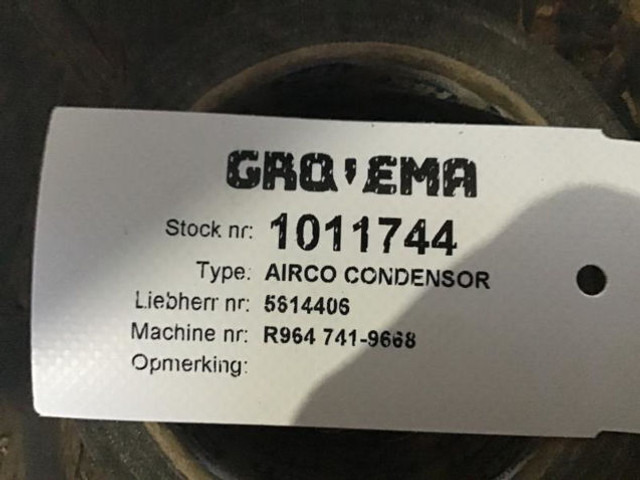 GRO'EMA
Stock nr: 1011744
Type: AIRCO CONDENSOR
Liebherr nr: 5614406
Machine nr: R964 741-9668
Opmerking: